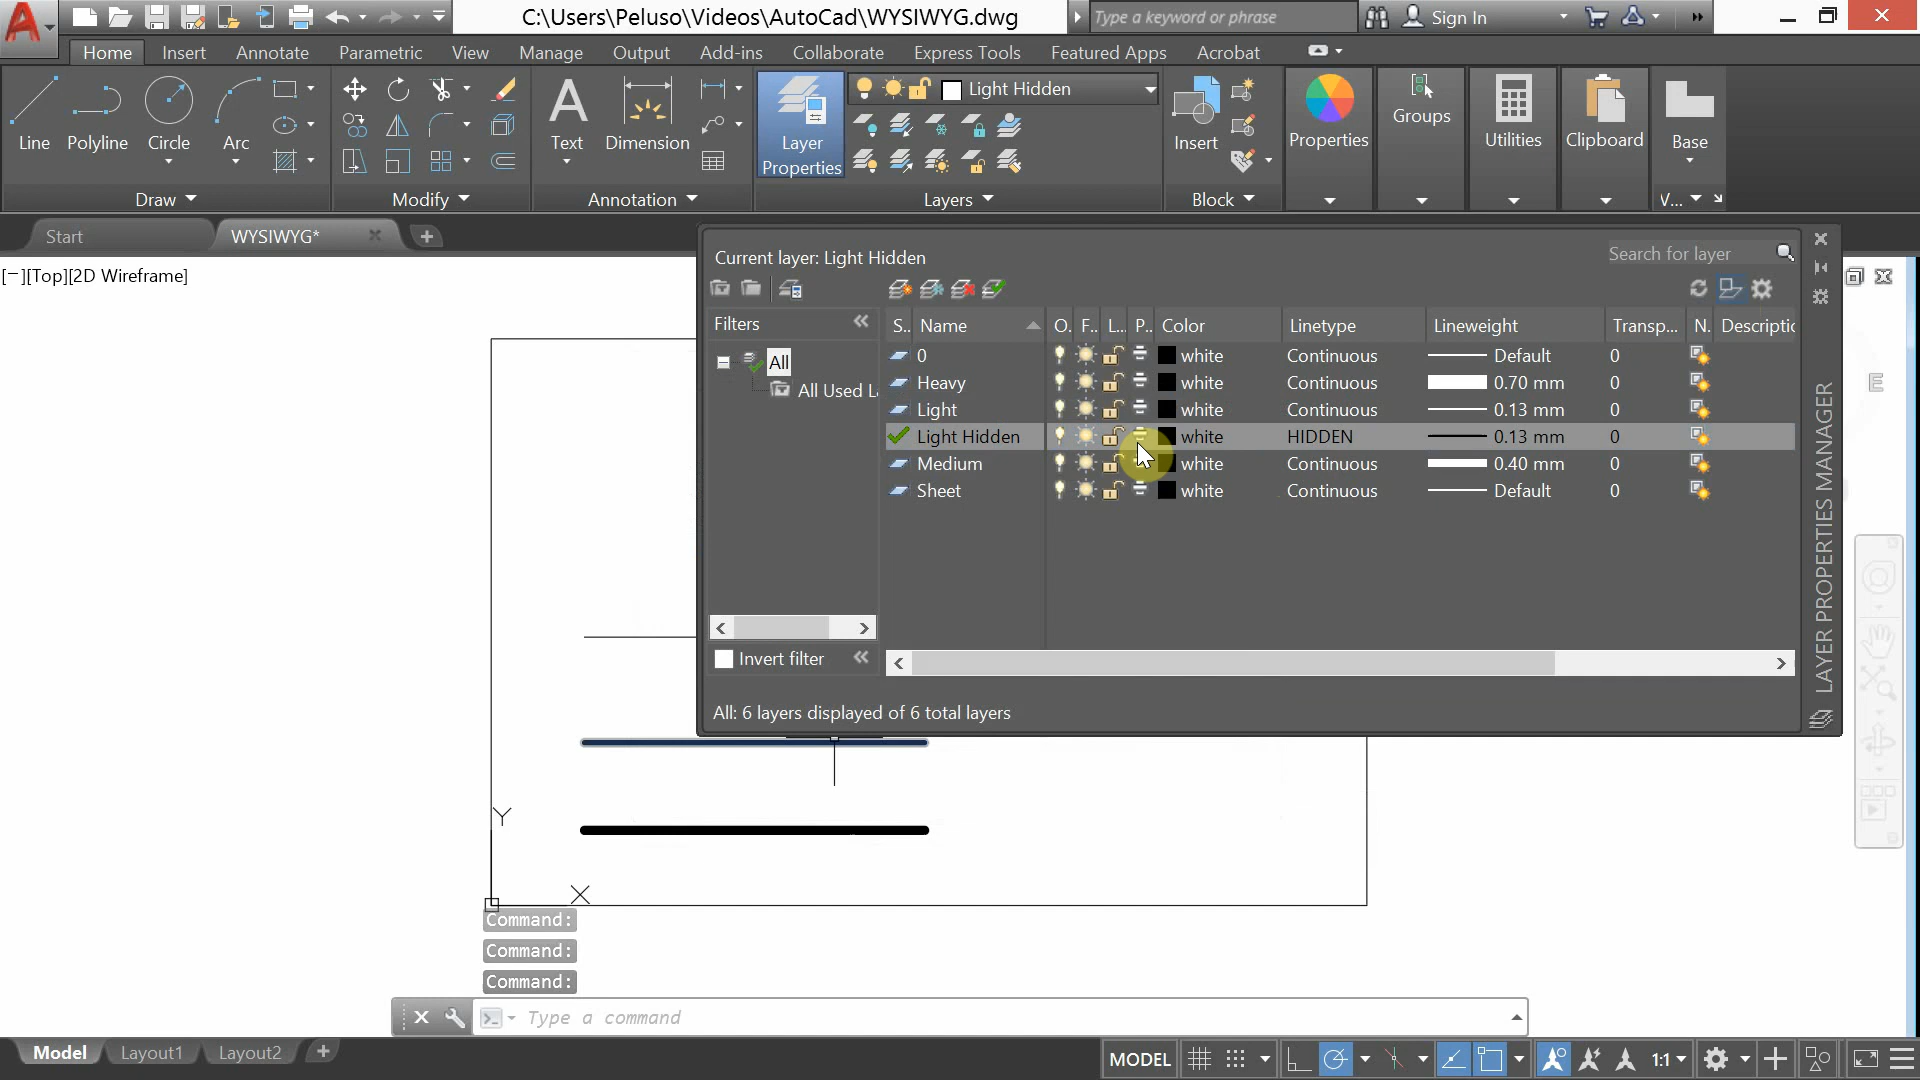 C:\Users\Peluso\Videos\AutoCad\WYSIWYG.dwg
Type a keyword or phrase
Sign In
Home Insert Annotate Parametric View Manage Output Add-ins Collaborate Express Tools Featured Apps Acrobat
Line Polyline Circle Arc
Text Dimension
Layer Properties
Light Hidden
Insert
Properties Groups Utilities Clipboard Base
Draw Modify Annotation Layers Block V...
Start WYSIWYG*
[−][Top][2D Wireframe]
Current layer: Light Hidden
Search for layer
Filters
All
All Used La
S.. Name O. F.. L... P.. Color Linetype Lineweight Transp... N. Descriptic
0 white Continuous Default 0
Heavy white Continuous 0.70 mm 0
Light white Continuous 0.13 mm 0
Light Hidden white HIDDEN 0.13 mm 0
Medium white Continuous 0.40 mm 0
Sheet white Continuous Default 0
Invert filter
All: 6 layers displayed of 6 total layers
LAYER PROPERTIES MANAGER
E
Y
X
Command:
Command:
Command:
Type a command
Model Layout1 Layout2
MODEL 1:1